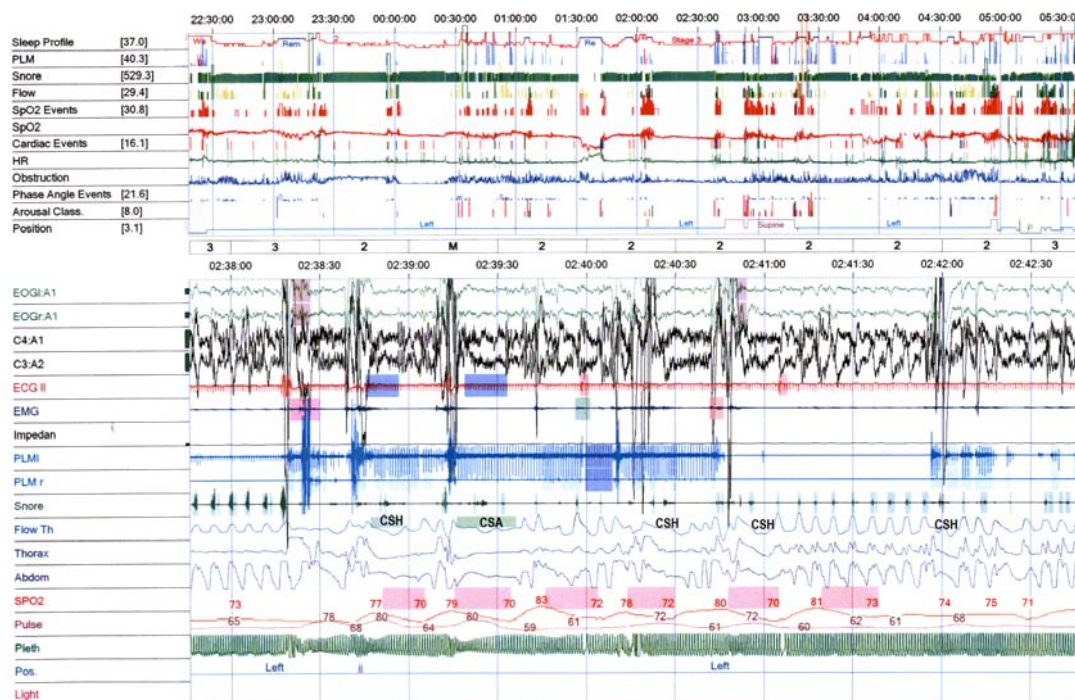 22:30:00 23:00:00 23:30:00 00:00:00 00:30:00 01:00:00 01:30:00 02:00:00 02:30:00 03:00:00 03:30:00 04:00:00 04:30:00 05:00:00 05:30:0
Sleep Profile [37.0] Wa Rem 2 Re Stage 3
PLM [40.3]
Snore [529.3]
Flow [29.4]
SpO2 Events [30.8]
SpO2
Cardiac Events [16.1]
HR
Obstruction
Phase Angle Events [21.6]
Arousal Class. [8.0]
Position [3.1] Left Left Supine Left
3 3 2 M 2 2 2 2 2 3
02:38:00 02:38:30 02:39:00 02:39:30 02:40:00 02:40:30 02:41:00 02:41:30 02:42:00 02:42:30
EOGl:A1
EOGr:A1
C4:A1
C3:A2
ECG II
EMG
Impedan
PLMl
PLM r
Snore
Flow Th CSH CSA CSH CSH CSH
Thorax
Abdom
SPO2 73 77 70 79 70 83 72 78 72 80 70 81 73 74 75 71
Pulse 65 78 68 80 64 80 59 61 72 61 72 60 62 61 68
Pleth
Pos. Left Left
Light